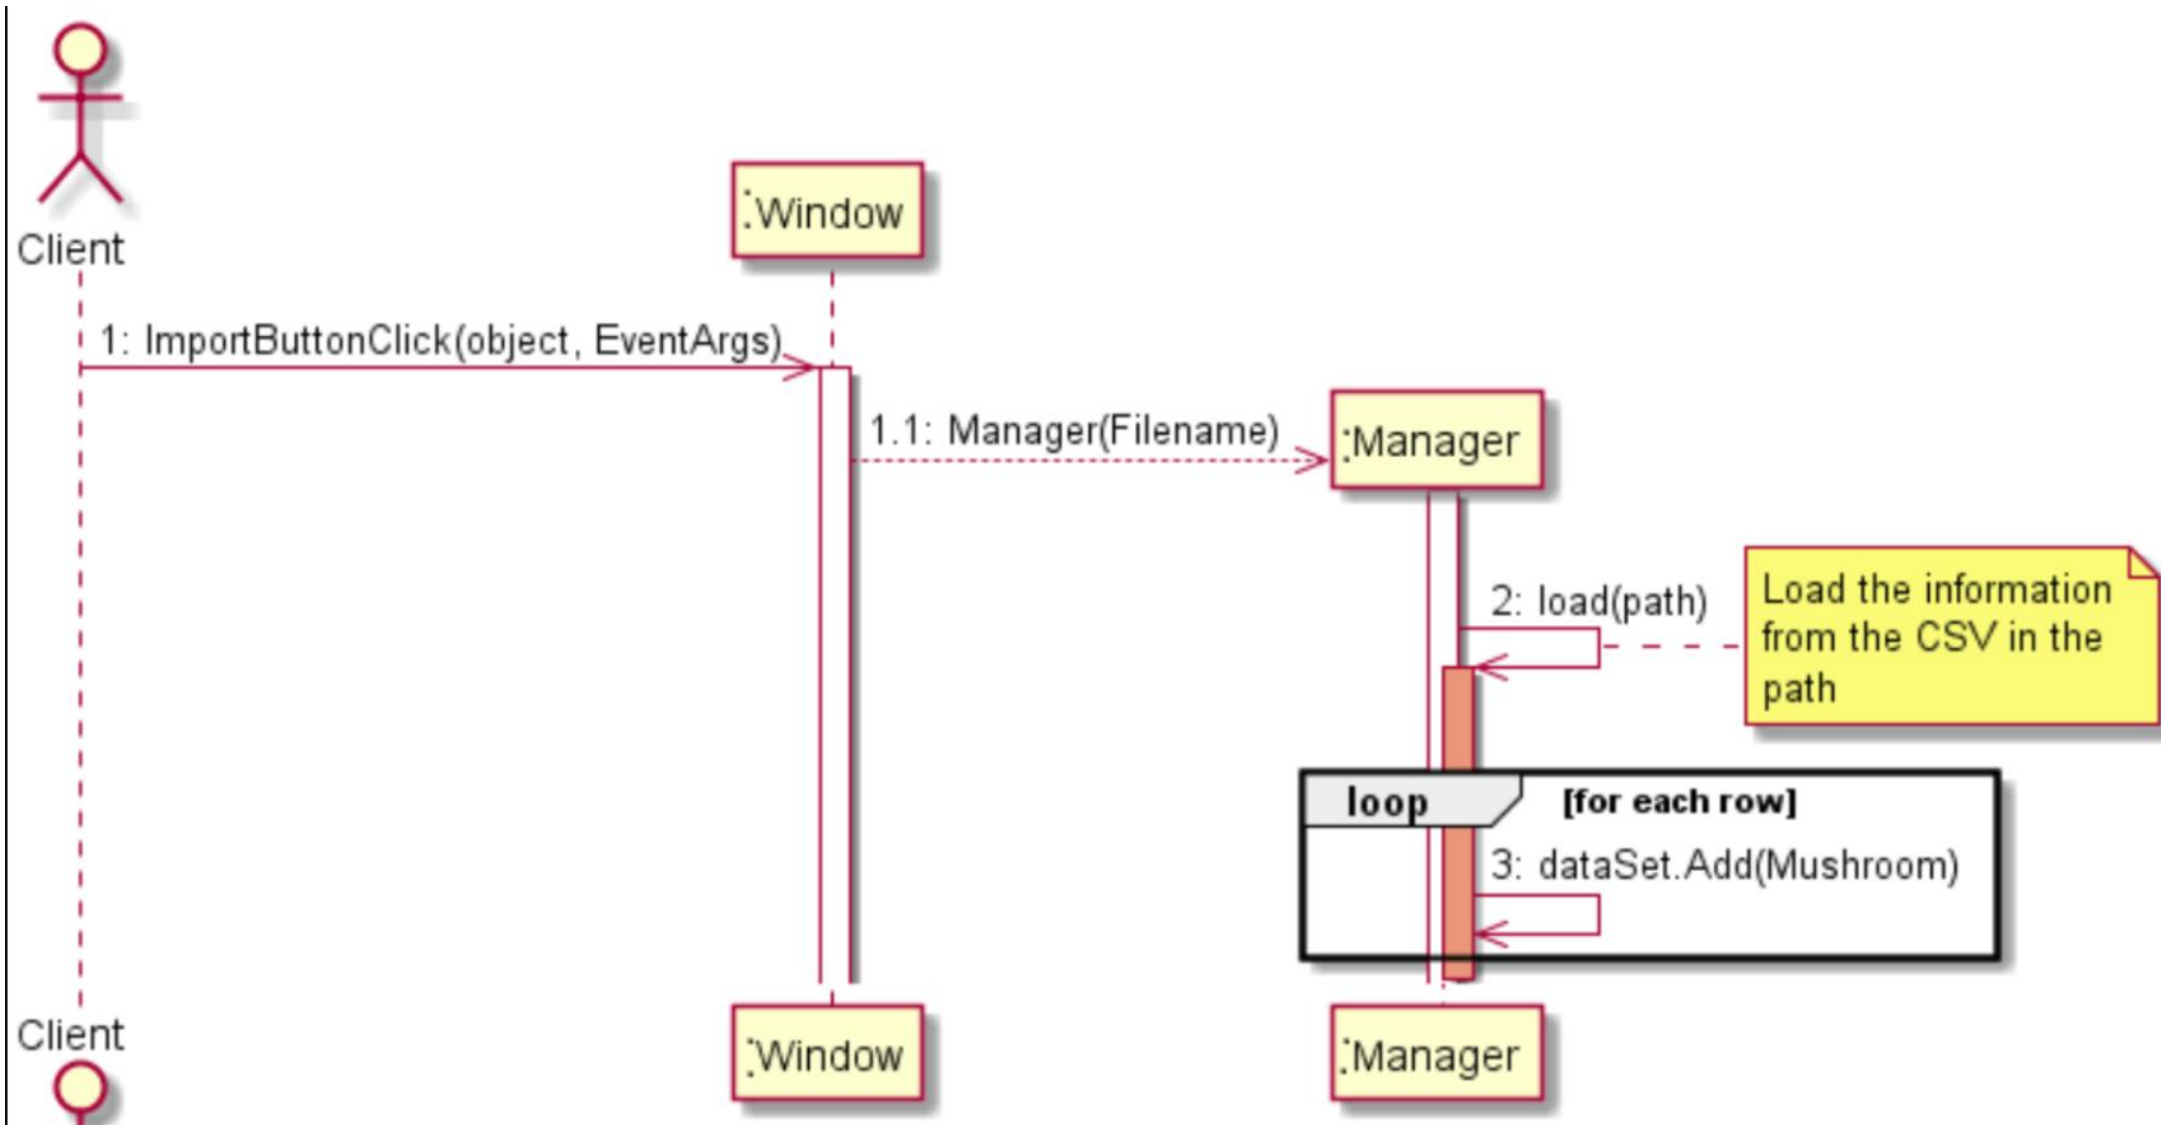 Client
:Window
1: ImportButtonClick(object, EventArgs)
1.1: Manager(Filename)
:Manager
2: load(path)
Load the information
from the CSV in the
path
loop
[for each row]
3: dataSet.Add(Mushroom)
Client
:Window
:Manager